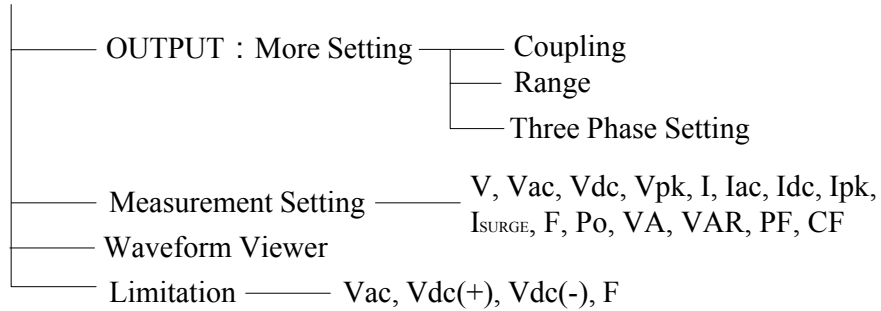 OUTPUT：More Setting
Coupling
Range
Three Phase Setting
Measurement Setting
V, Vac, Vdc, Vpk, I, Iac, Idc, Ipk,
ISURGE, F, Po, VA, VAR, PF, CF
Waveform Viewer
Limitation
Vac, Vdc(+), Vdc(-), F